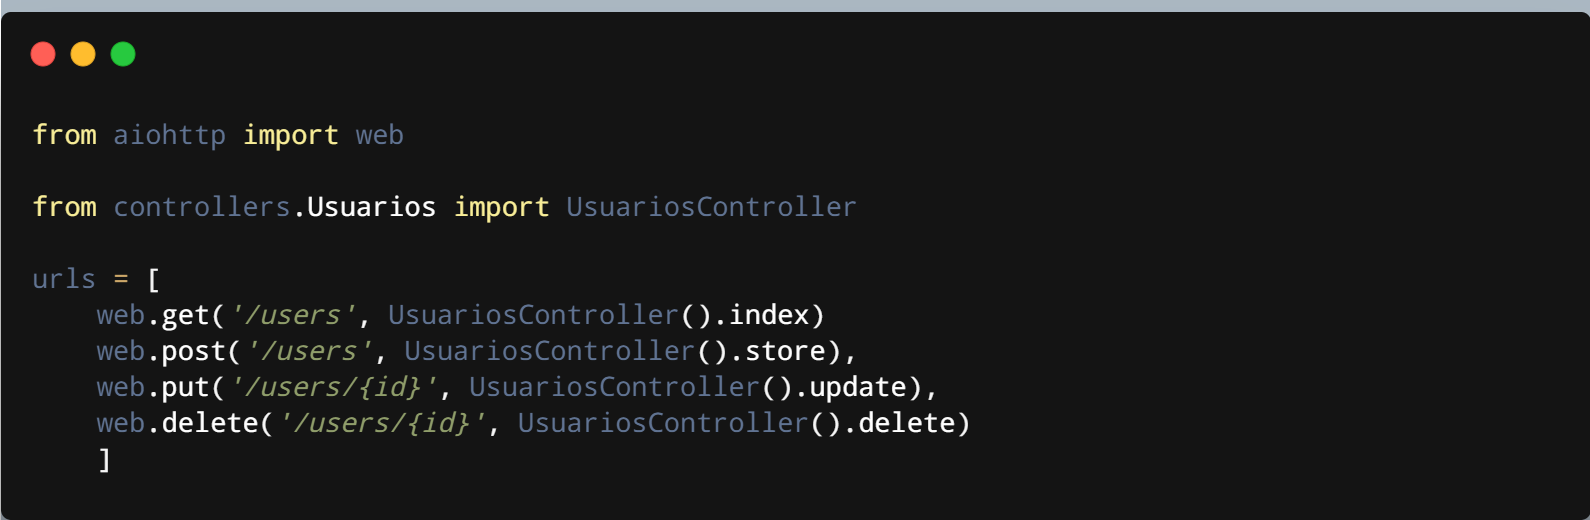 from aiohttp import web
from controllers.Usuarios import UsuariosController
urls = [
    web.get('/users', UsuariosController().index)
    web.post('/users', UsuariosController().store),
    web.put('/users/{id}', UsuariosController().update),
    web.delete('/users/{id}', UsuariosController().delete)
    ]